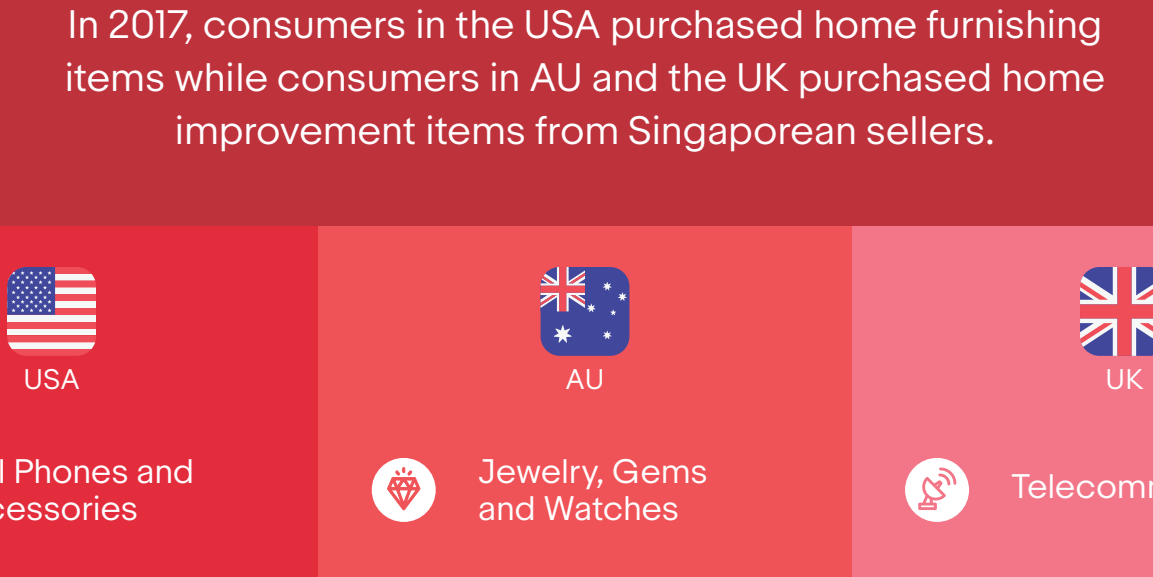 In 2017, consumers in the USA purchased home furnishing
items while consumers in AU and the UK purchased home
improvement items from Singaporean sellers.
USA
AU
UK
Phones and
Jewelry, Gems
and Watches